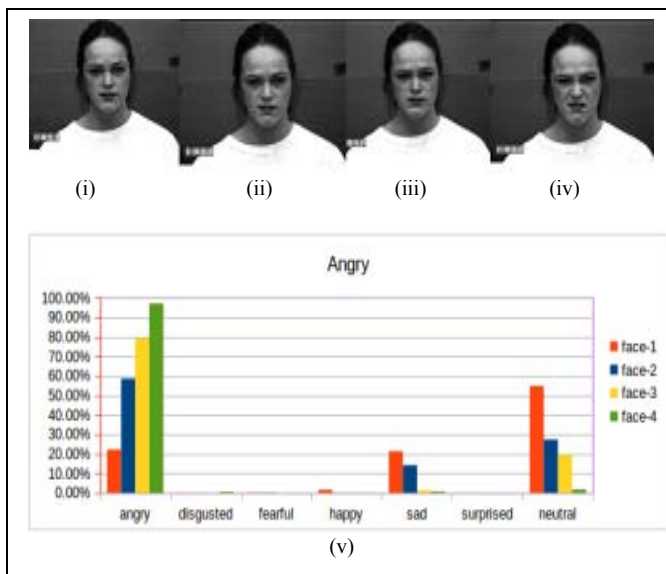 (i) (ii) (iii) (iv)
Angry
100.00%
90.00%
80.00%
70.00%
60.00%
50.00%
40.00%
30.00%
20.00%
10.00%
0.00%
angry disgusted fearful happy sad surprised neutral
face-1
face-2
face-3
face-4
(v)